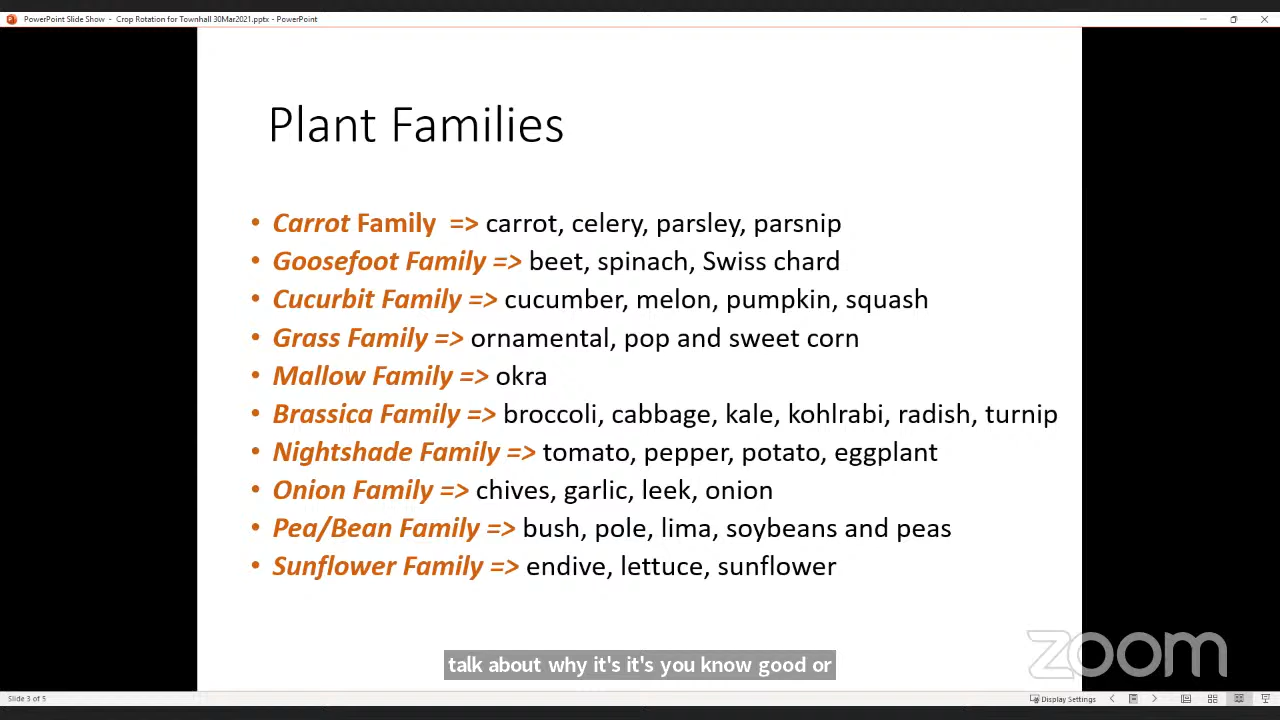 PowerPoint Slide Show - Crop Rotation for Townhall 30Mar2021.pptx - PowerPoint
Plant Families
• Carrot Family => carrot, celery, parsley, parsnip
• Goosefoot Family => beet, spinach, Swiss chard
• Cucurbit Family => cucumber, melon, pumpkin, squash
• Grass Family => ornamental, pop and sweet corn
• Mallow Family => okra
• Brassica Family => broccoli, cabbage, kale, kohlrabi, radish, turnip
• Nightshade Family => tomato, pepper, potato, eggplant
• Onion Family => chives, garlic, leek, onion
• Pea/Bean Family => bush, pole, lima, soybeans and peas
• Sunflower Family => endive, lettuce, sunflower
talk about why it's it's you know good or
zoom
Slide 3 of 5
Display Settings